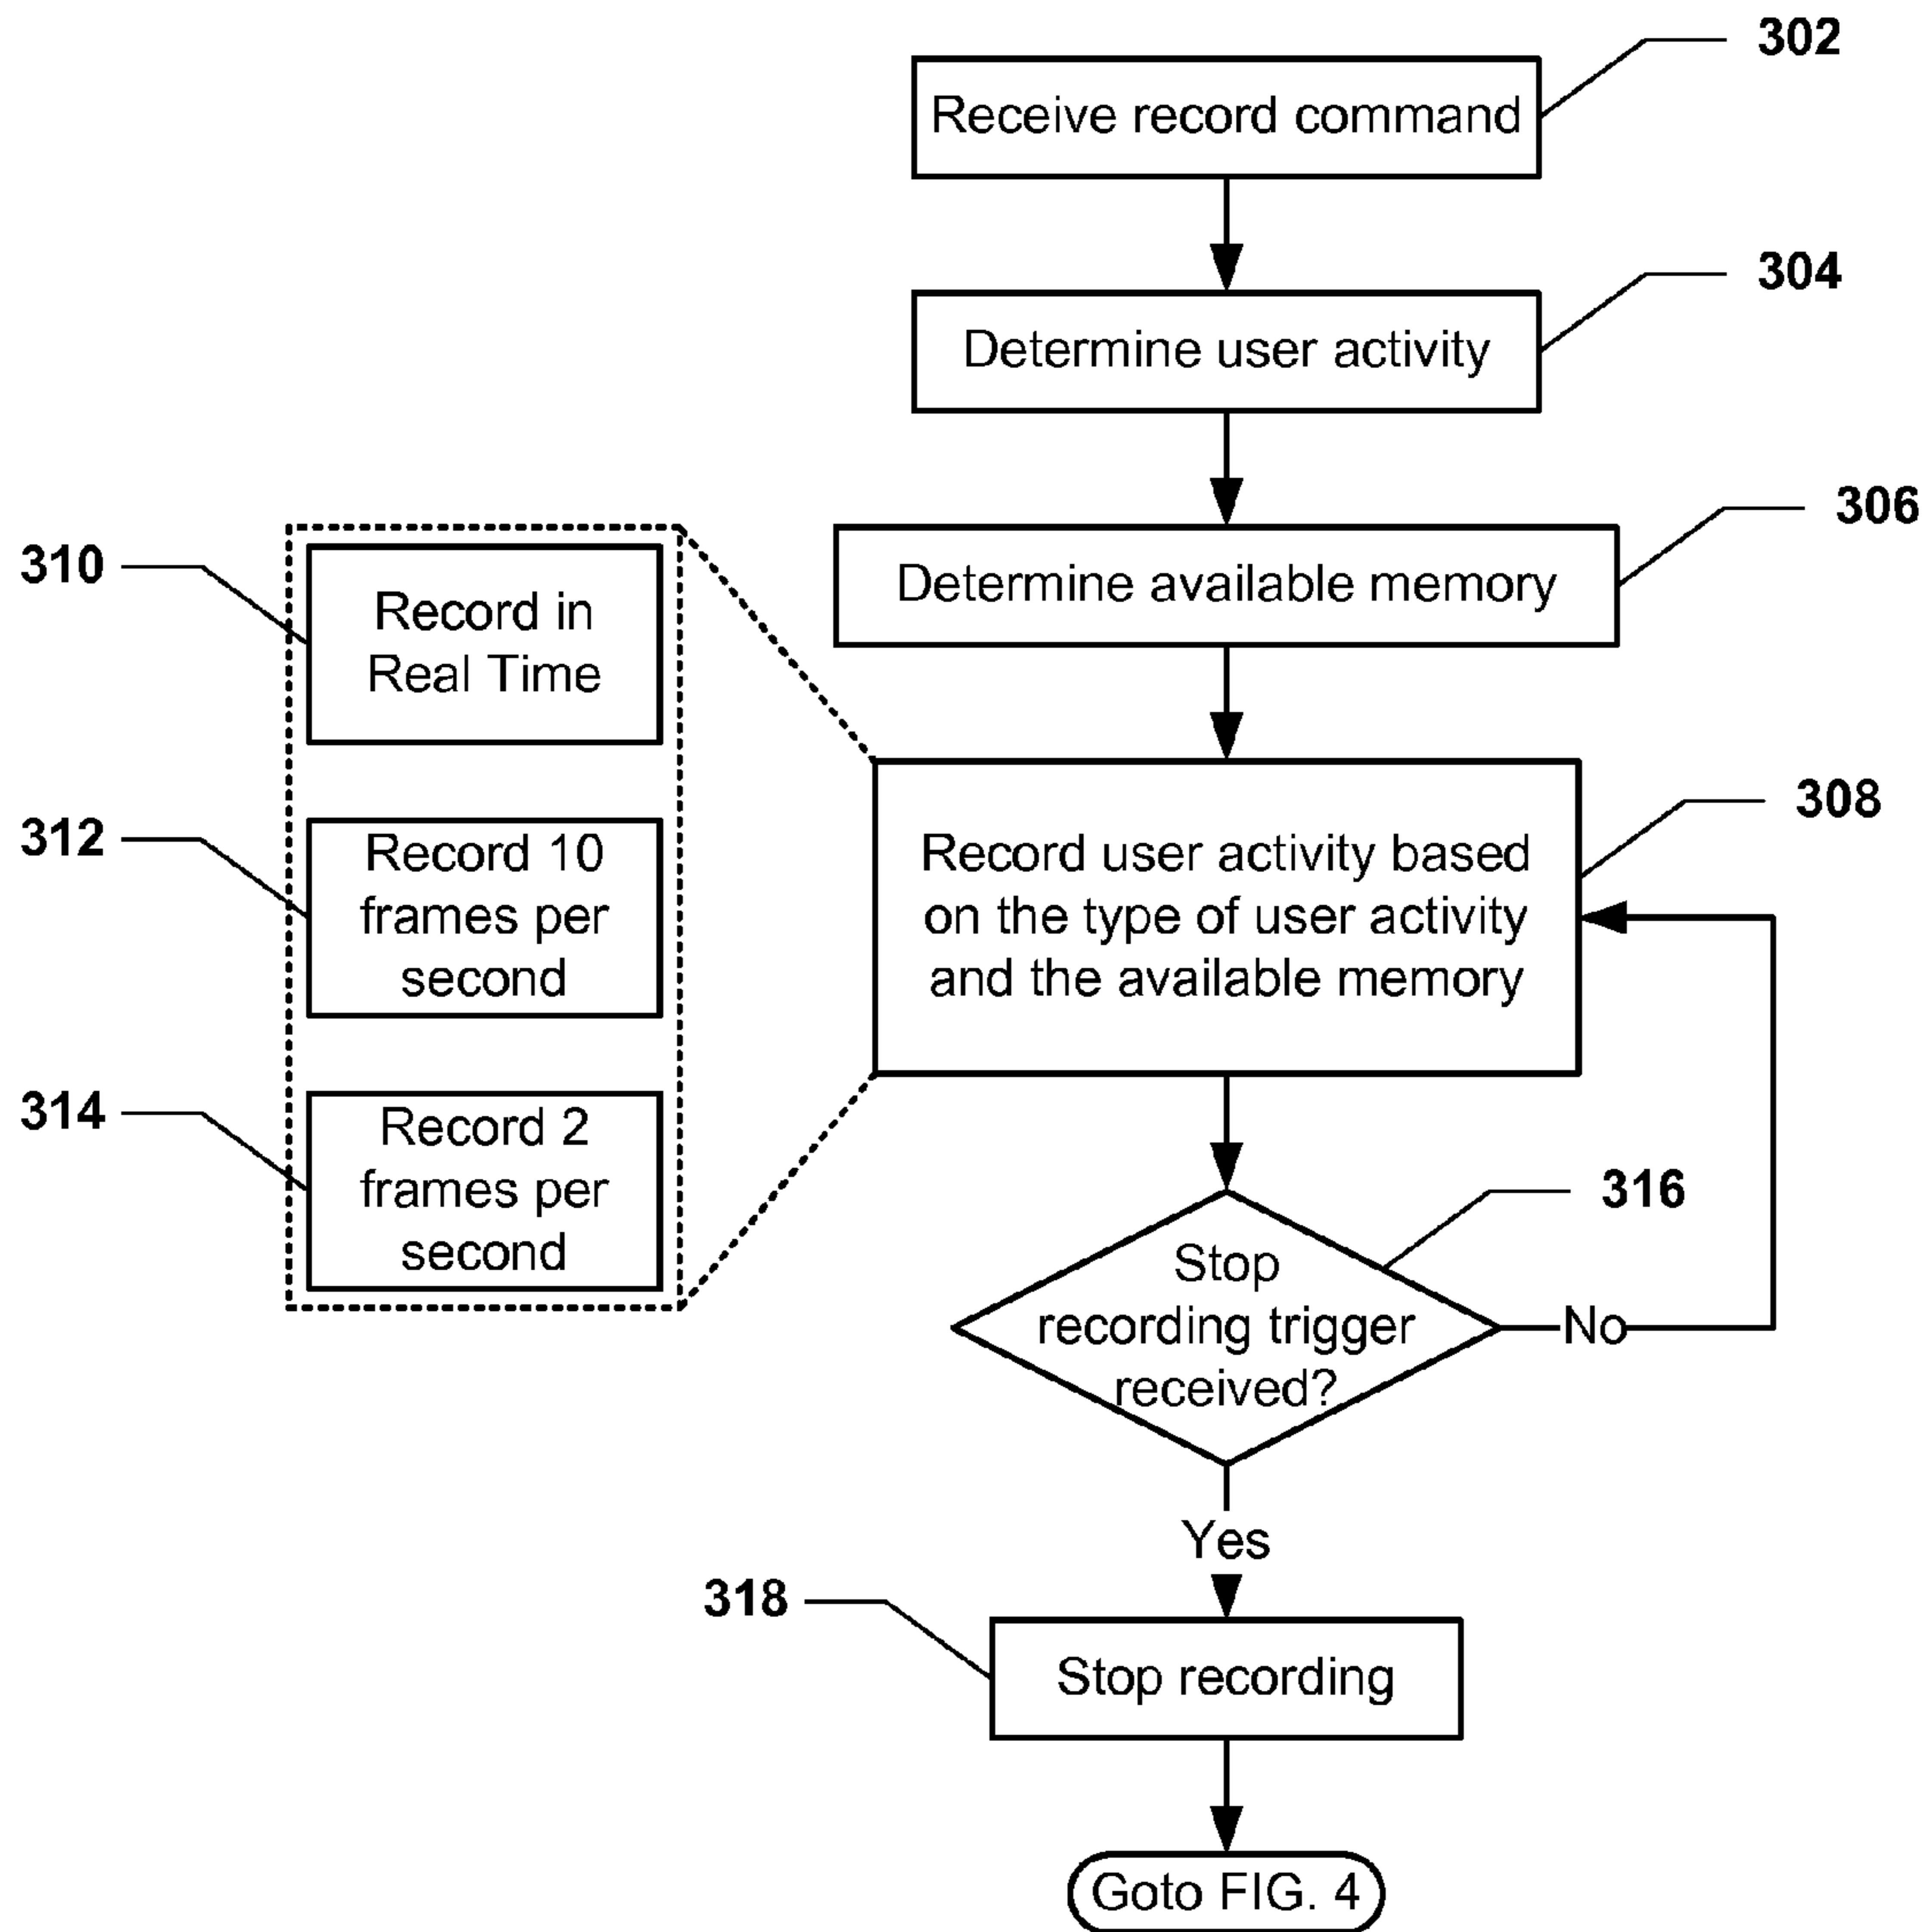 302
Receive record command
304
Determine user activity
306
Determine available memory
310
Record in
Real Time
312
Record 10
frames per
second
314
Record 2
frames per
second
308
Record user activity based
on the type of user activity
and the available memory
316
Stop
recording trigger
received?
No
Yes
318
Stop recording
Goto FIG. 4